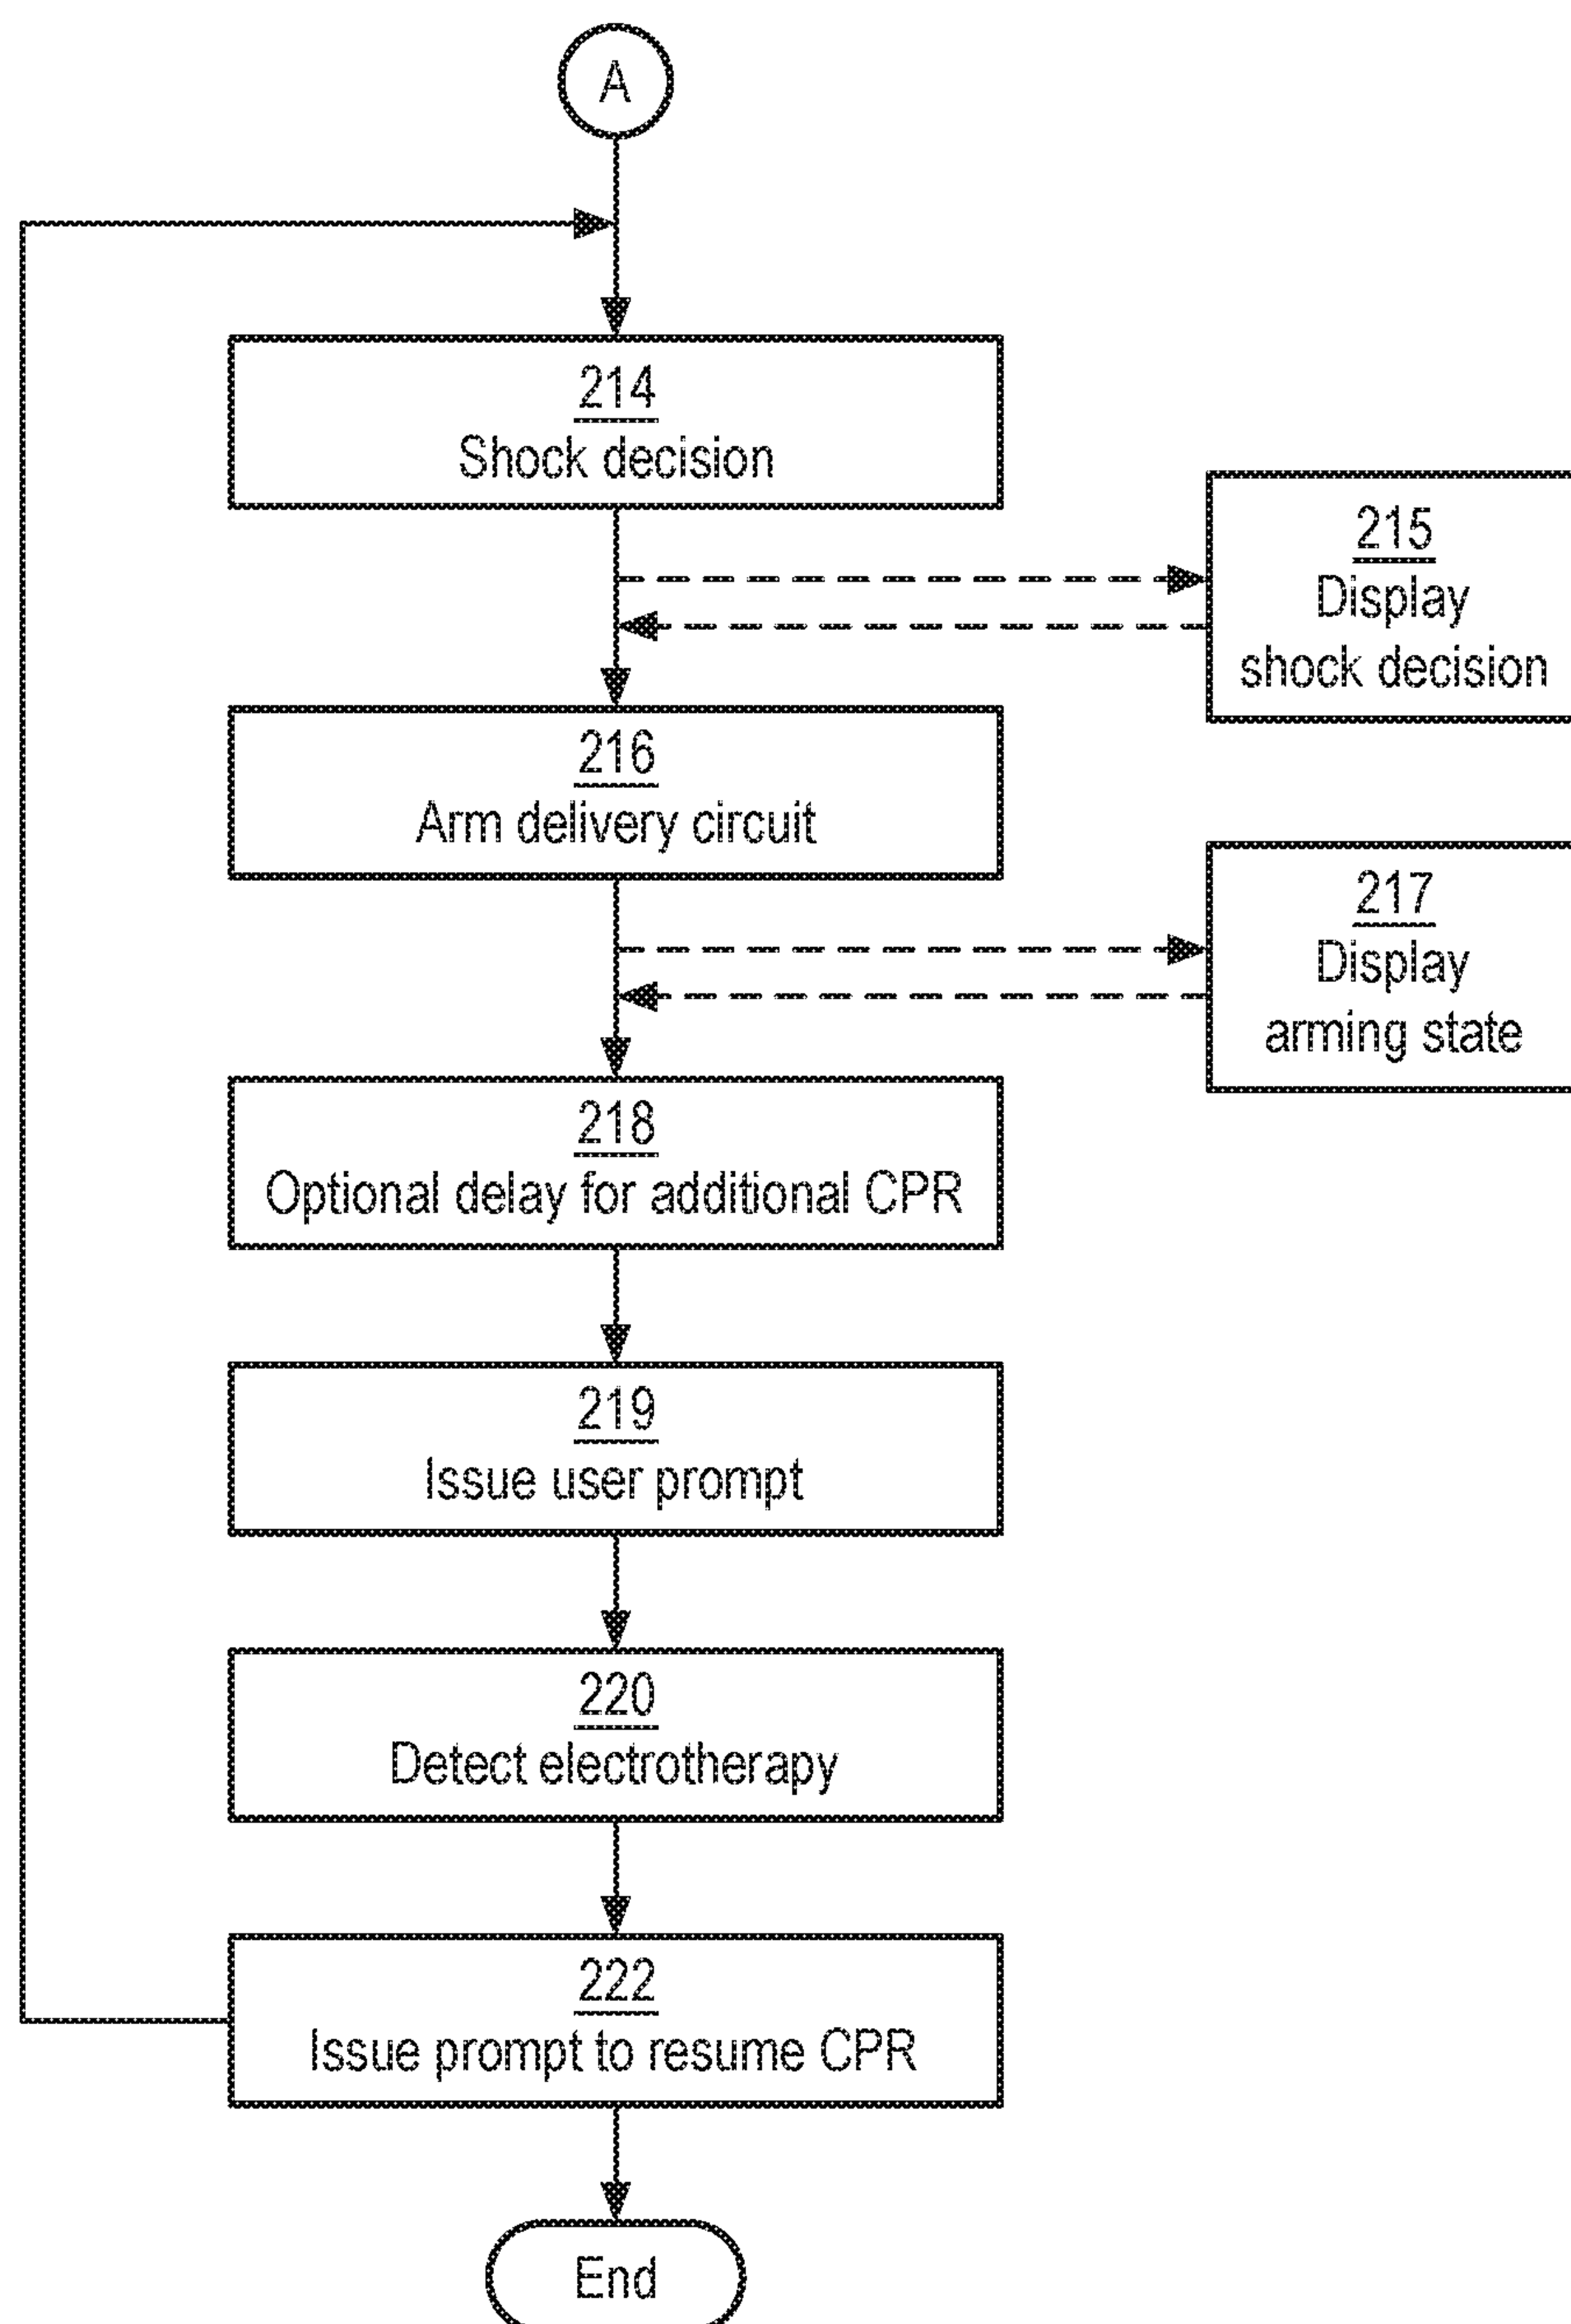 A
214
Shock decision
215
Display
shock decision
216
Arm delivery circuit
217
Display
arming state
218
Optional delay for additional CPR
219
Issue user prompt
220
Detect electrotherapy
222
Issue prompt to resume CPR
End